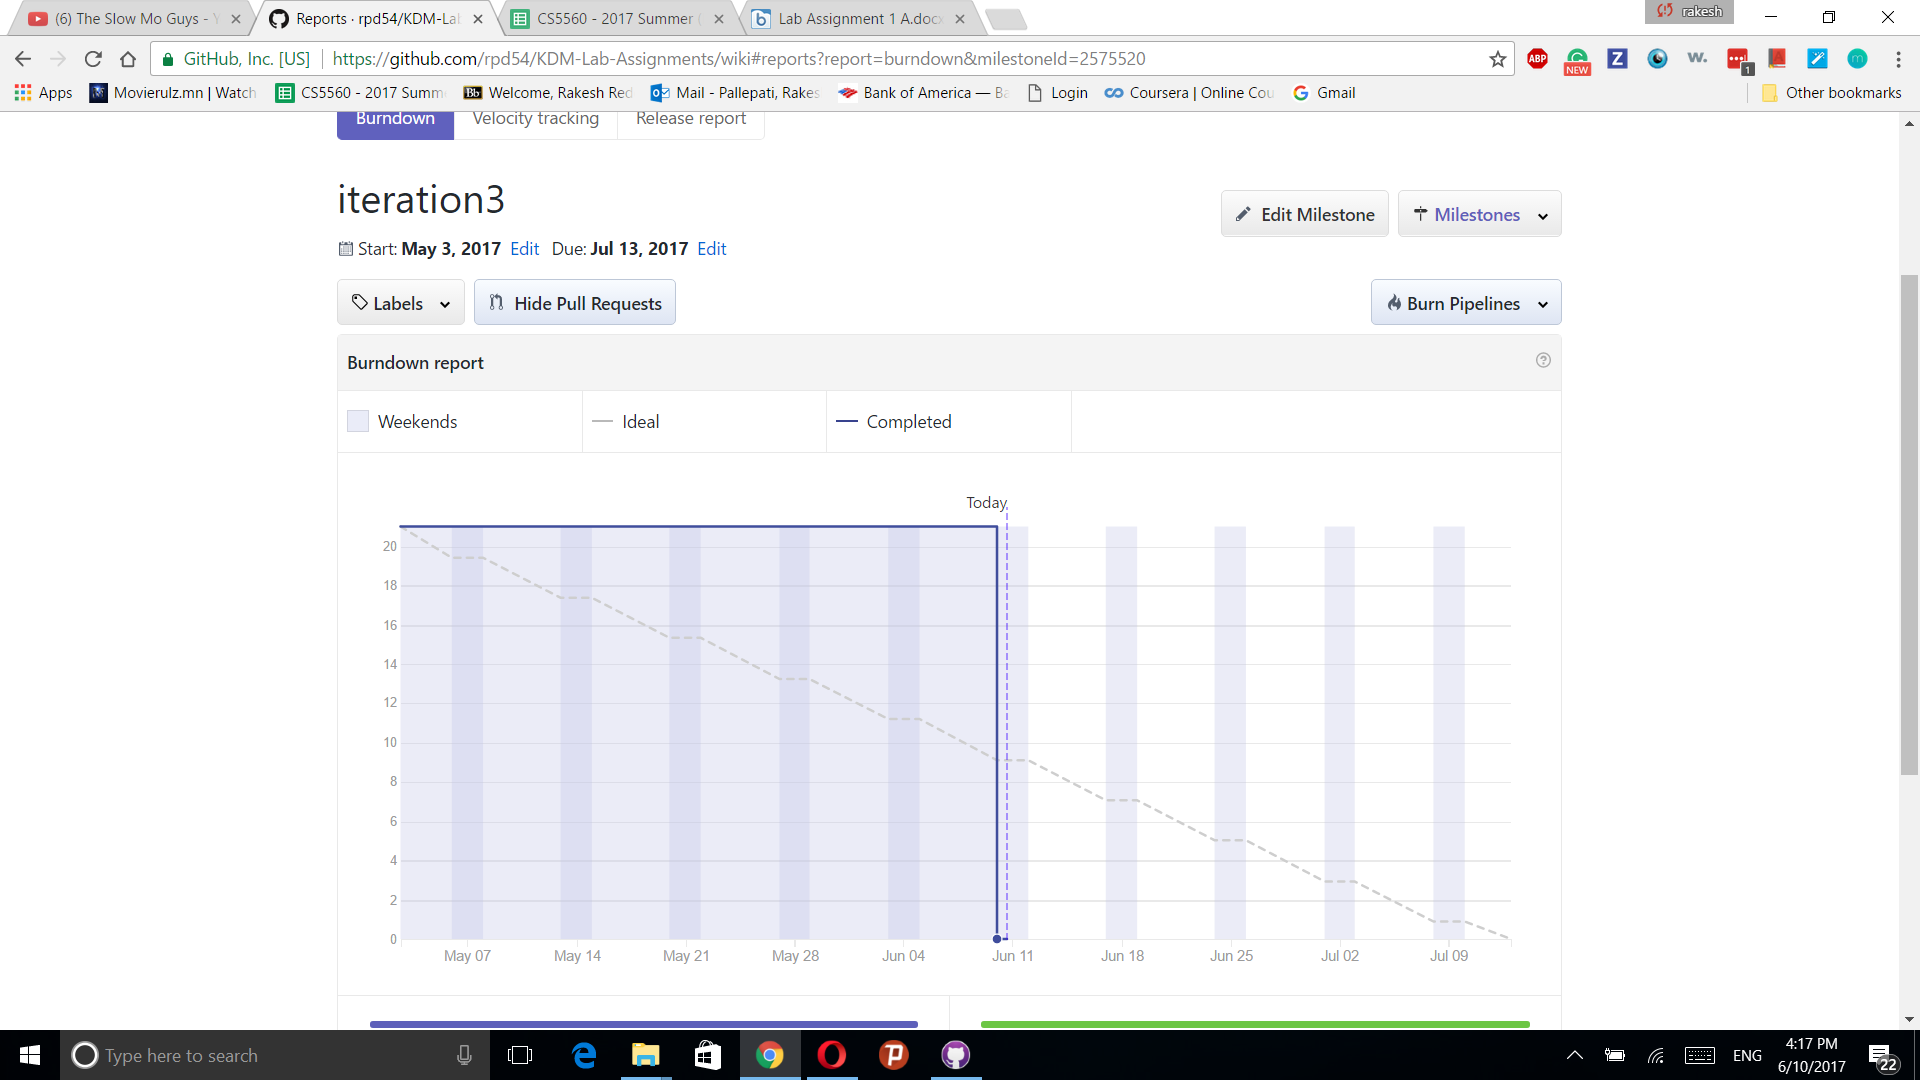 (6) The Slow Mo Guys - Y
Reports · rpd54/KDM-La
CS5560 - 2017 Summer
Lab Assignment 1 A.docx
rakesh
GitHub, Inc. [US] https://github.com/rpd54/KDM-Lab-Assignments/wiki#reports?report=burndown&milestoneId=2575520
ABP
NEW
Z
w.
1
m
Apps
Movierulz.mn | Watch
CS5560 - 2017 Summ
Bb Welcome, Rakesh Red
Mail - Pallepati, Rakes
Bank of America — Ba
Login
Coursera | Online Cou
Gmail
Other bookmarks
Burndown
Velocity tracking
Release report
iteration3
Edit Milestone
Milestones
Start: May 3, 2017 Edit Due: Jul 13, 2017 Edit
Labels
Hide Pull Requests
Burn Pipelines
Burndown report
Weekends
Ideal
Completed
Today
20
18
16
14
12
10
8
6
4
2
0
May 07
May 14
May 21
May 28
Jun 04
Jun 11
Jun 18
Jun 25
Jul 02
Jul 09
Type here to search
ENG
4:17 PM
6/10/2017
22